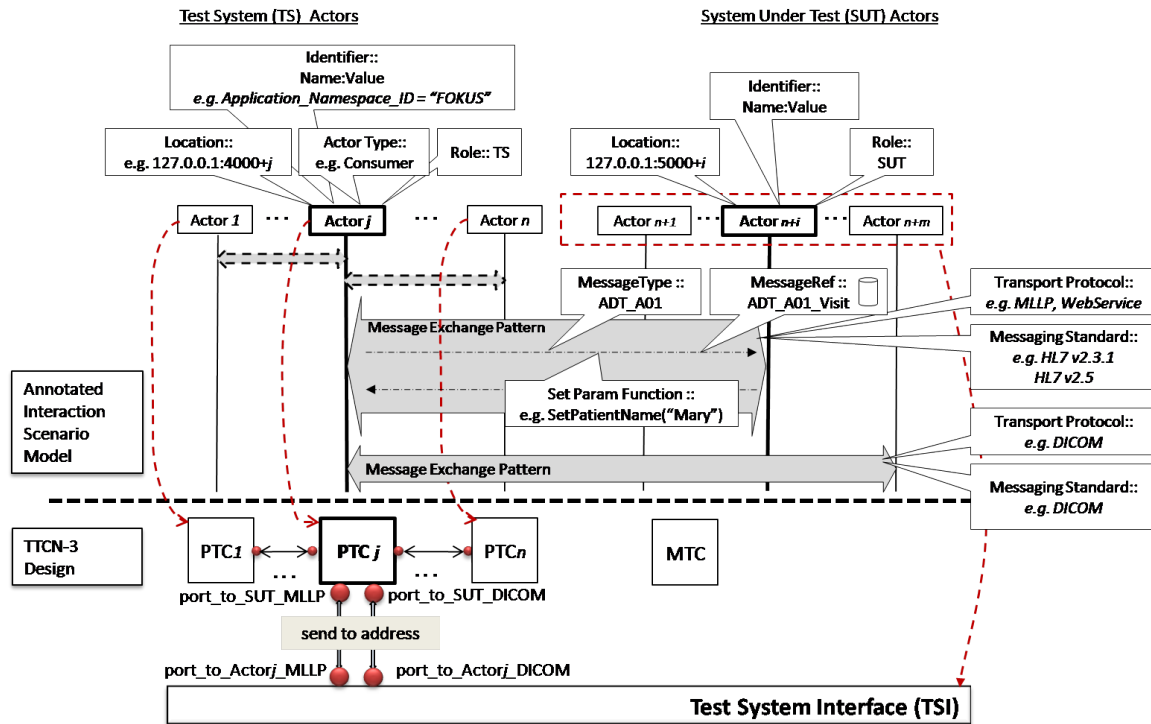 Test System (TS)  Actors
System Under Test (SUT) Actors
Identifier::
Name:Value
e.g. Application_Namespace_ID = “FOKUS”
Identifier::
Name:Value
Location::
e.g. 127.0.0.1:4000+j
Actor Type::
e.g. Consumer
Role:: TS
Location::
127.0.0.1:5000+i
Role::
SUT
Actor 1
Actor j
Actor n
Actor n+1
Actor n+i
Actor n+m
MessageType ::
ADT_A01
MessageRef ::
ADT_A01_Visit
Transport Protocol::
e.g. MLLP, WebService
Message Exchange Pattern
Messaging Standard::
e.g. HL7 v2.3.1
HL7 v2.5
Set Param Function ::
e.g. SetPatientName(“Mary”)
Annotated
Interaction
Scenario
Model
Transport Protocol::
e.g. DICOM
Message Exchange Pattern
Messaging Standard::
e.g. DICOM
TTCN-3
Design
PTC1
PTC j
PTCn
MTC
port_to_SUT_MLLP
port_to_SUT_DICOM
send to address
port_to_Actorj_MLLP
port_to_Actorj_DICOM
Test System Interface (TSI)